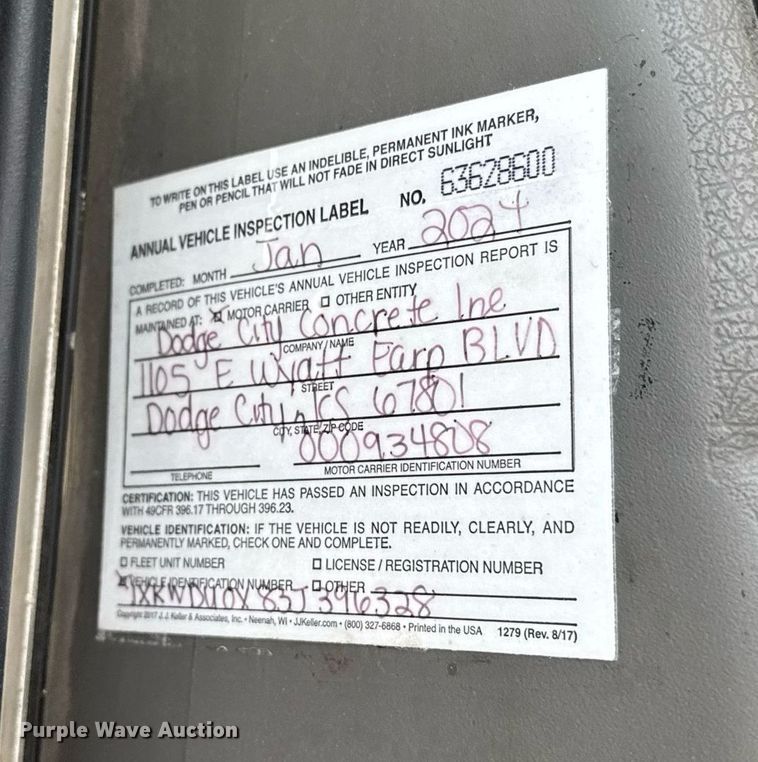 TO WRITE ON THIS LABEL USE AN INDELIBLE, PERMANENT INK MARKER,
PEN OR PENCIL THAT WILL NOT FADE IN DIRECT SUNLIGHT
ANNUAL VEHICLE INSPECTION LABEL NO. 63628600
COMPLETED: MONTH Jan YEAR 2024
A RECORD OF THIS VEHICLE'S ANNUAL VEHICLE INSPECTION REPORT IS
MAINTAINED AT: ☒ MOTOR CARRIER ☐ OTHER ENTITY
Dodge City Concrete Inc
COMPANY/NAME
1105 E Wyatt Earp BLVD
STREET
Dodge City, KS 67801
CITY, STATE, ZIP CODE
000934808
TELEPHONE MOTOR CARRIER IDENTIFICATION NUMBER
CERTIFICATION: THIS VEHICLE HAS PASSED AN INSPECTION IN ACCORDANCE
WITH 49CFR 396.17 THROUGH 396.23.
VEHICLE IDENTIFICATION: IF THE VEHICLE IS NOT READILY, CLEARLY, AND
PERMANENTLY MARKED, CHECK ONE AND COMPLETE.
☐ FLEET UNIT NUMBER ☐ LICENSE / REGISTRATION NUMBER
☒ VEHICLE IDENTIFICATION NUMBER ☐ OTHER
Copyright 2017 J. J. Keller & Associates, Inc. • Neenah, WI • JJKeller.com • (800) 327-6868 • Printed in the USA 1279 (Rev. 8/17)
Purple Wave Auction